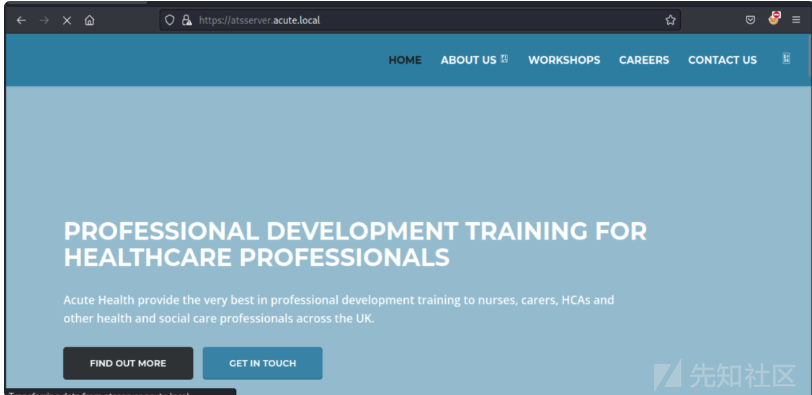 https://atsserver.acute.local
HOME ABOUT US WORKSHOPS CAREERS CONTACT US
PROFESSIONAL DEVELOPMENT TRAINING FOR
HEALTHCARE PROFESSIONALS
Acute Health provide the very best in professional development training to nurses, carers, HCAs and
other health and social care professionals across the UK.
FIND OUT MORE GET IN TOUCH
先知社区